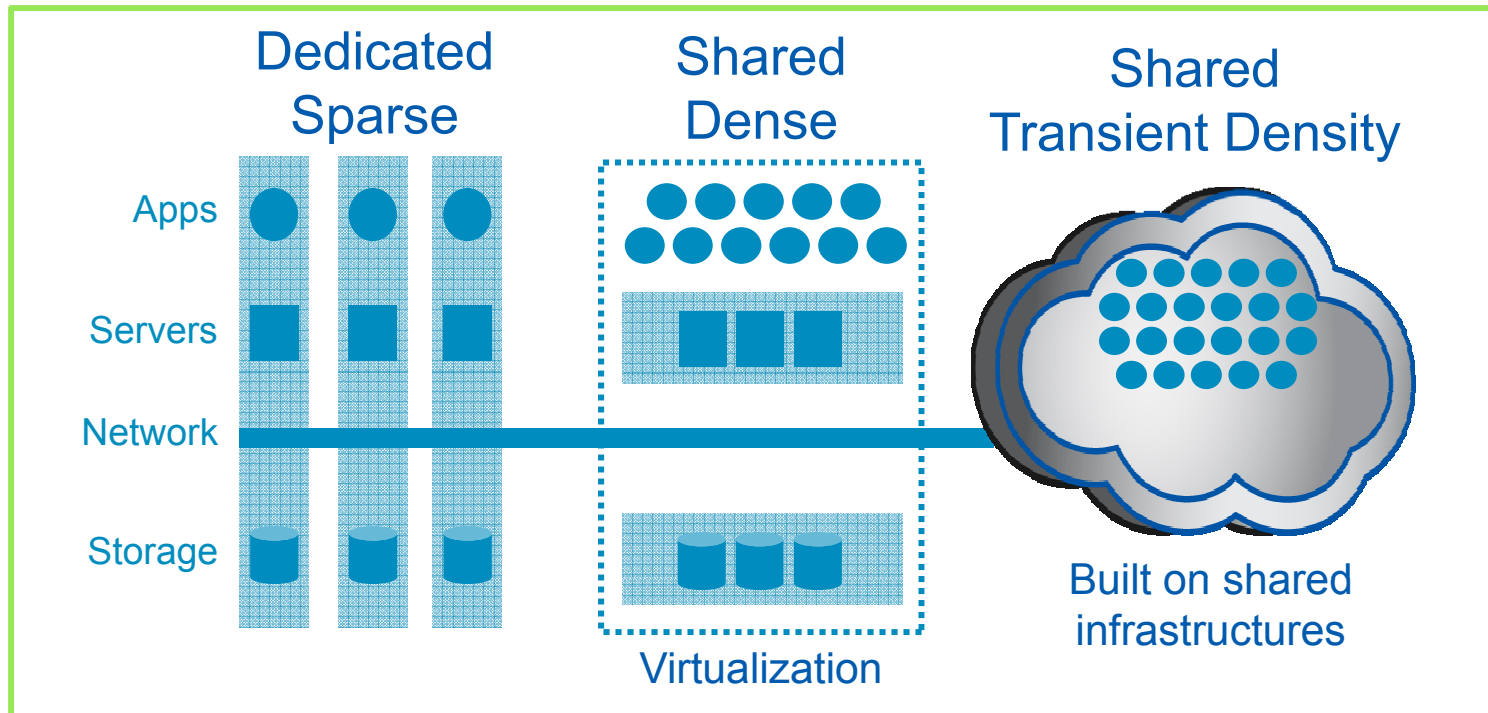 Dedicated
Sparse
Shared
Dense
Shared
Transient Density
Apps
Servers
Network
Storage
Virtualization
Built on shared
infrastructures